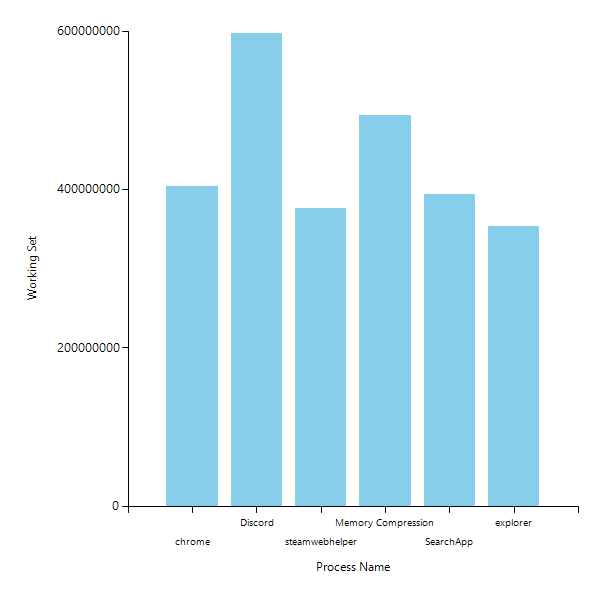 600000000
400000000
200000000
0
Working Set
Discord
Memory Compression
explorer
chrome
steamwebhelper
SearchApp
Process Name